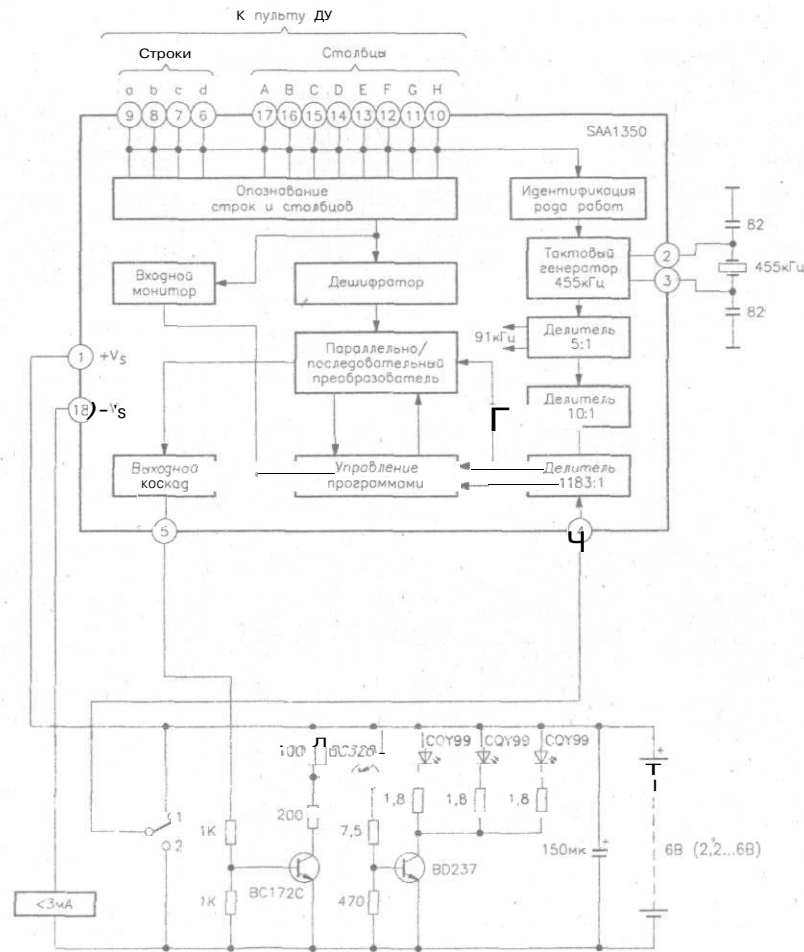 К пульту ДУ
Строки
Столбцы
a b c d
A B C D E F G H
9 8 7 6
17 16 15 14 13 12 11 10
SAA1350
Опознавание
строк и столбцов
Идентификация
рода работ
Входной
монитор
Дешифратор
Тактовый
генератор
455кГц
2
3
82
455кГц
82
91кГц
Делитель
5:1
1
+VS
Параллельно/
последовательный
преобразователь
Делитель
10:1
18
-VS
Выходной
коскад
Управление
программами
Делитель
1183:1
5
4
100
BC328
CQY99
CQY99
CQY99
200
1,8
1,8
1,8
1
2
1K
7,5
BC172C
BD237
150мк
6В (2,2...6В)
1K
470
<3мА